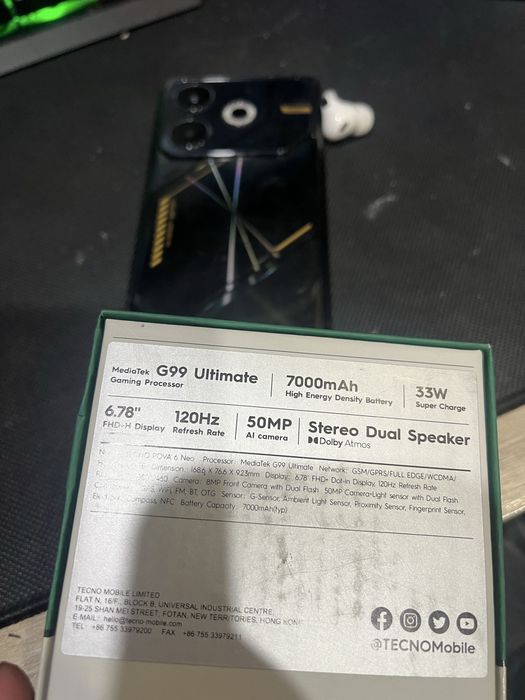 MediaTek G99 Ultimate
Gaming Processor
7000mAh
High Energy Density Battery
33W
Super Charge
6.78"
FHD+H Display
120Hz
Refresh Rate
50MP
AI camera
Stereo Dual Speaker
Dolby Atmos
POVA 6 Neo Processor: MediaTek G99 Ultimate Network: GSM/GPRS/FULL EDGE/WCDMA/
Dimension: 168.6 X 76.6 X 9.23mm Display: 6.78" FHD+ Dot-in Display, 120Hz Refresh Rate
Camera: 8MP Front Camera with Dual Flash 50MP Camera+Light sensor with Dual Flash
WiFi, FM, BT, OTG Sensor: G-Sensor, Ambient Light Sensor, Proximity Sensor, Fingerprint Sensor,
Compass, NFC Battery Capacity: 7000mAh(typ)
TECNO MOBILE LIMITED
FLAT N, 16/F., BLOCK B, UNIVERSAL INDUSTRIAL CENTRE,
19-25 SHAN MEI STREET, FOTAN, NEW TERRITORIES, HONG KONG
E-MAIL: hello@tecno-mobile.com
TEL: +86 755 33979200 FAX +86 755 33979211
@TECNOMobile